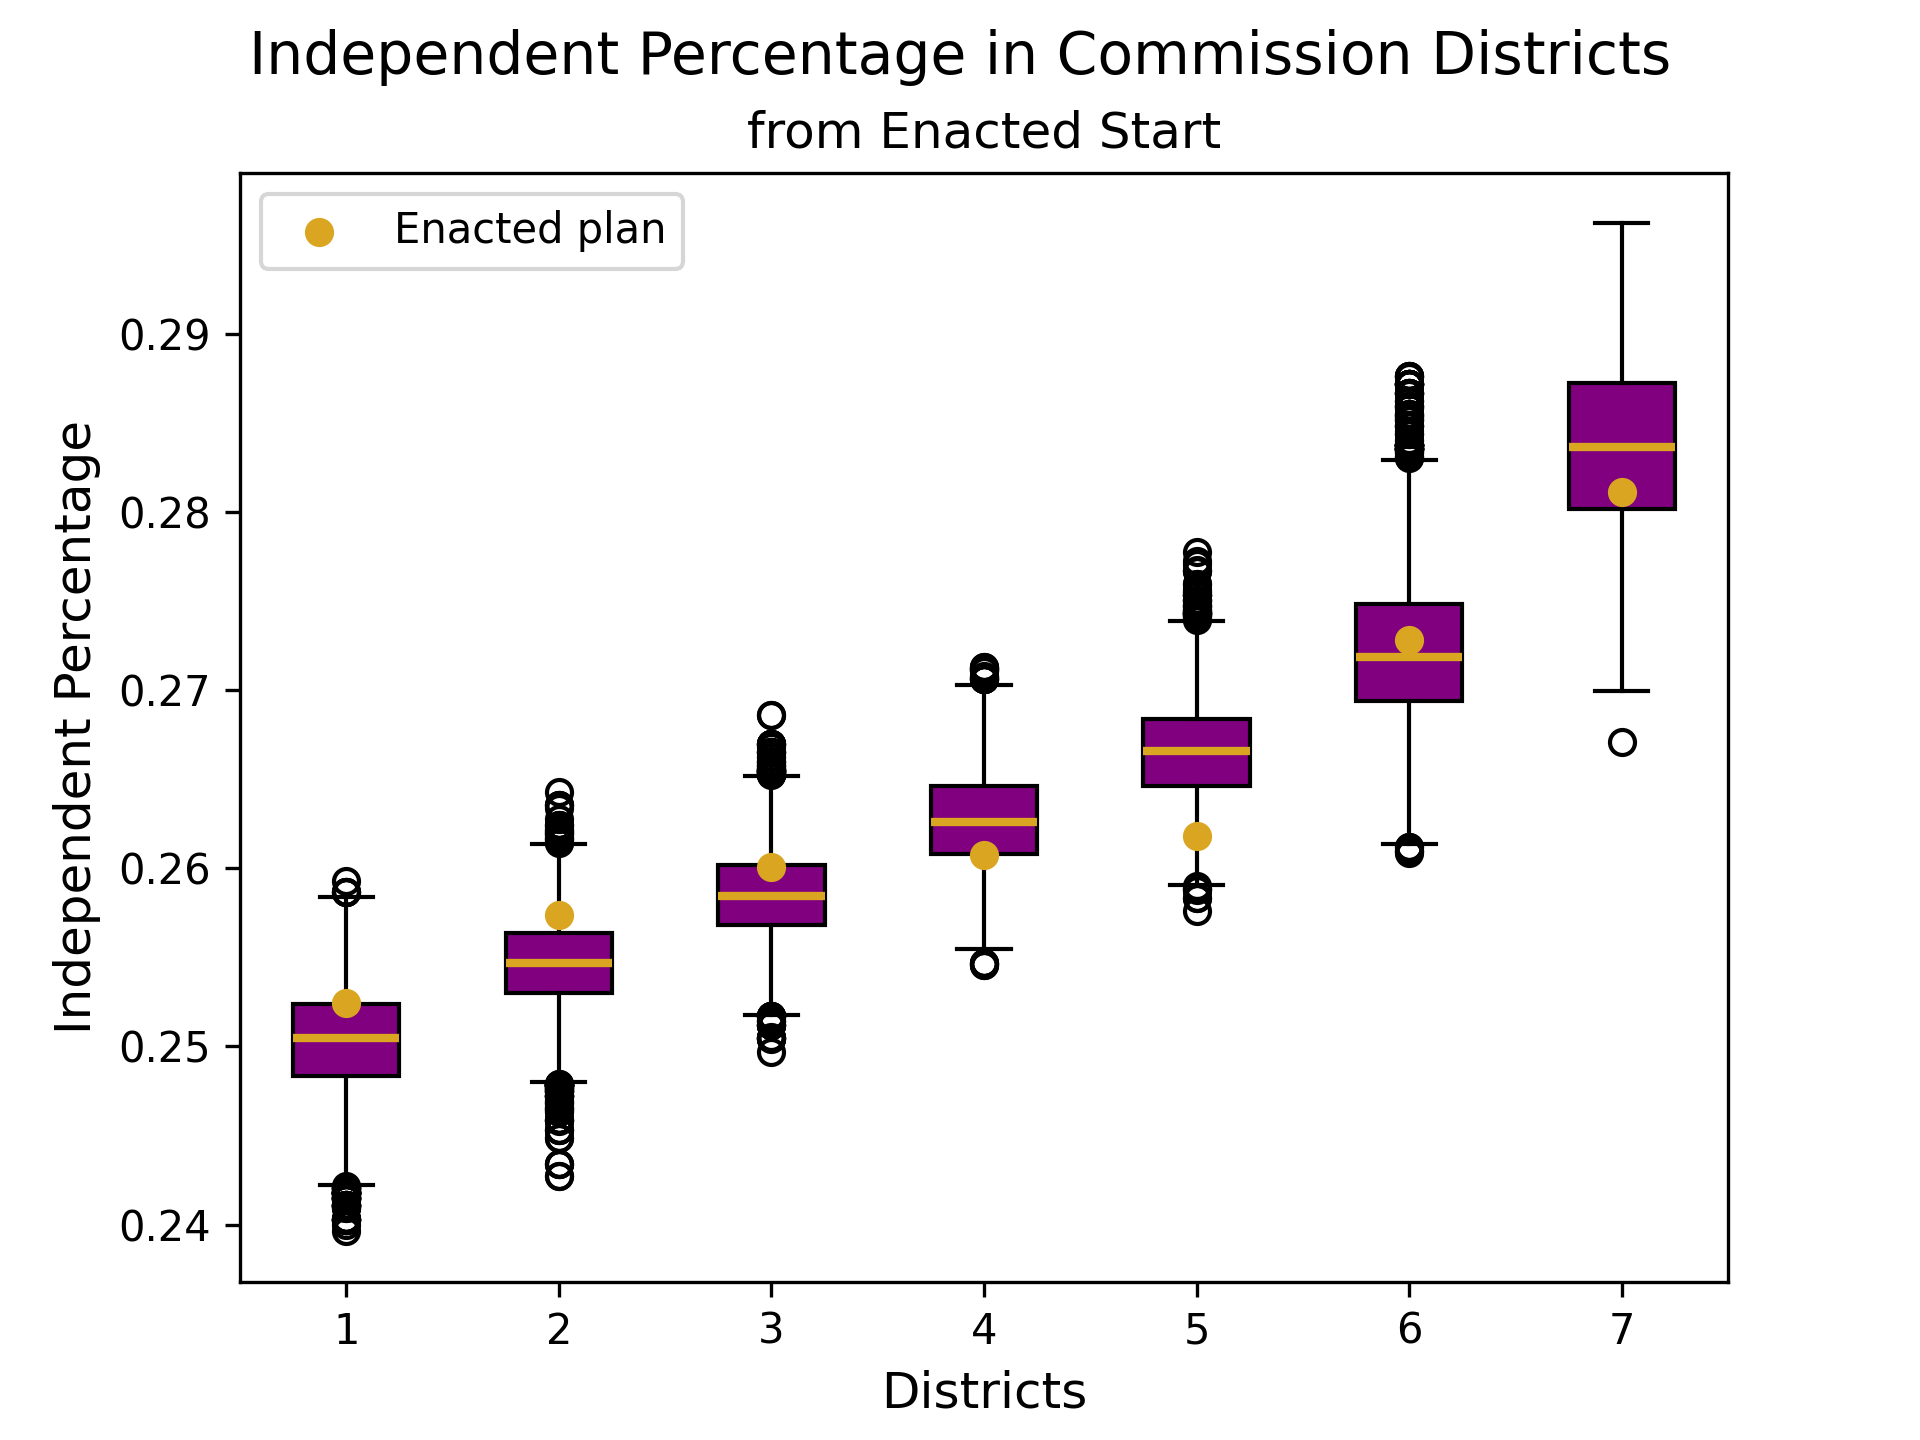 Independent Percentage in Commission Districts
from Enacted Start
Enacted plan
Independent Percentage
0.29
0.28
0.27
0.26
0.25
0.24
1 2 3 4 5 6 7
Districts